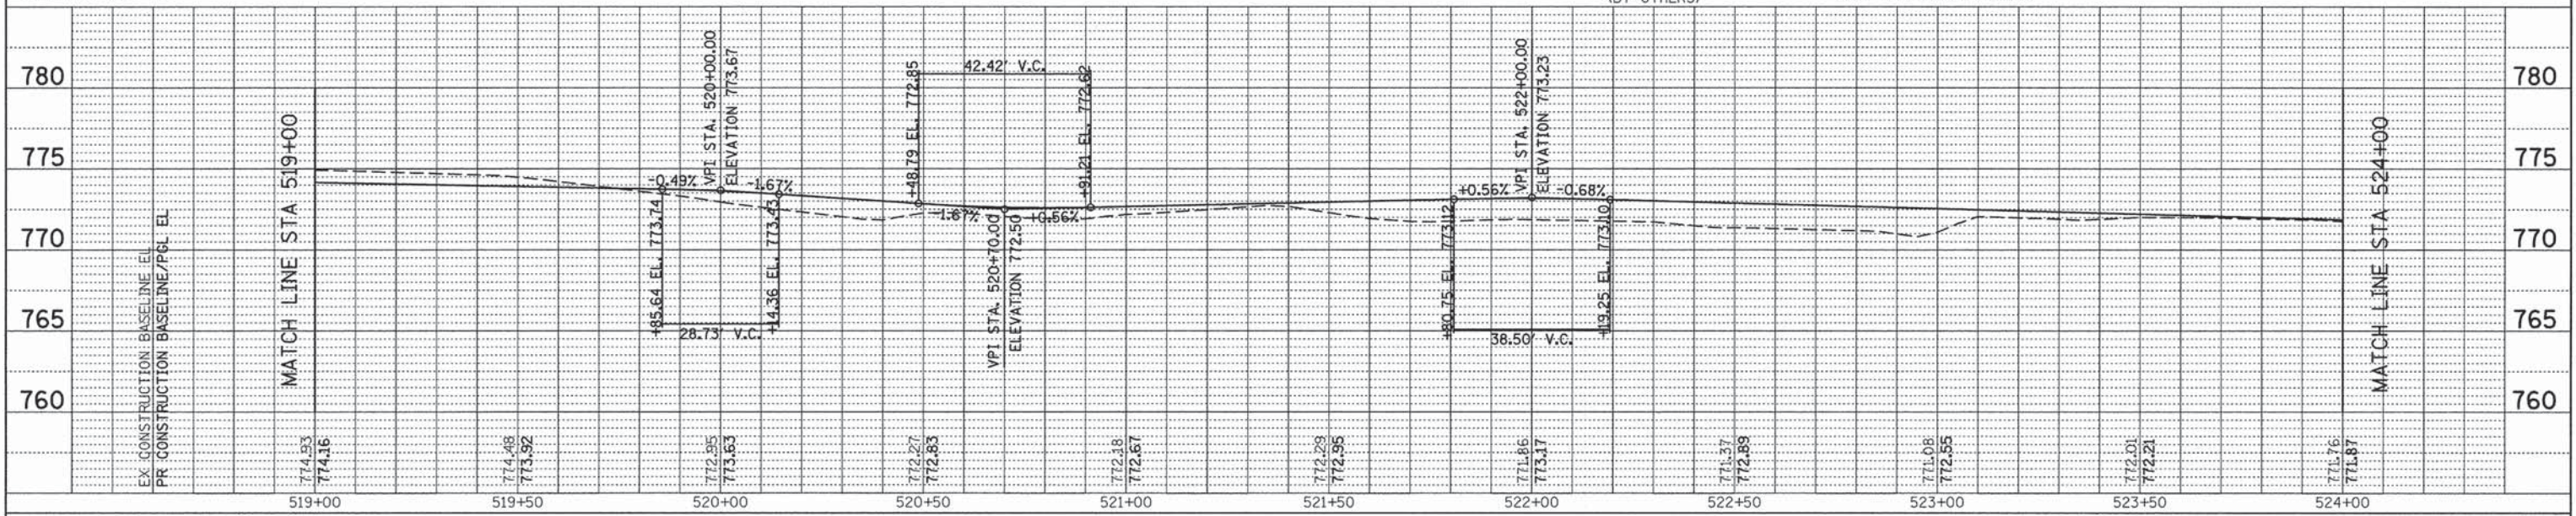 780
775
770
765
760
EX CONSTRUCTION BASELINE EL
PR CONSTRUCTION BASELINE/PGL EL
MATCH LINE STA 519+00
-0.49%
VPI STA. 520+00.00
ELEVATION 773.67
-1.67%
+85.64 EL. 773.74
+14.36 EL. 773.43
28.73' V.C.
+48.79 EL. 772.85
42.42' V.C.
+91.21 EL. 772.62
-1.67%
+0.56%
VPI STA. 520+70.00
ELEVATION 772.50
+0.56%
VPI STA. 522+00.00
ELEVATION 773.23
-0.68%
+80.75 EL. 773.12
+19.25 EL. 773.10
38.50' V.C.
MATCH LINE STA 524+00
780
775
770
765
760
774.93
774.16
774.48
773.92
772.95
773.63
772.27
772.83
772.18
772.67
772.29
772.95
771.86
773.17
771.37
772.89
771.08
772.55
772.01
772.21
771.76
771.87
519+00
519+50
520+00
520+50
521+00
521+50
522+00
522+50
523+00
523+50
524+00